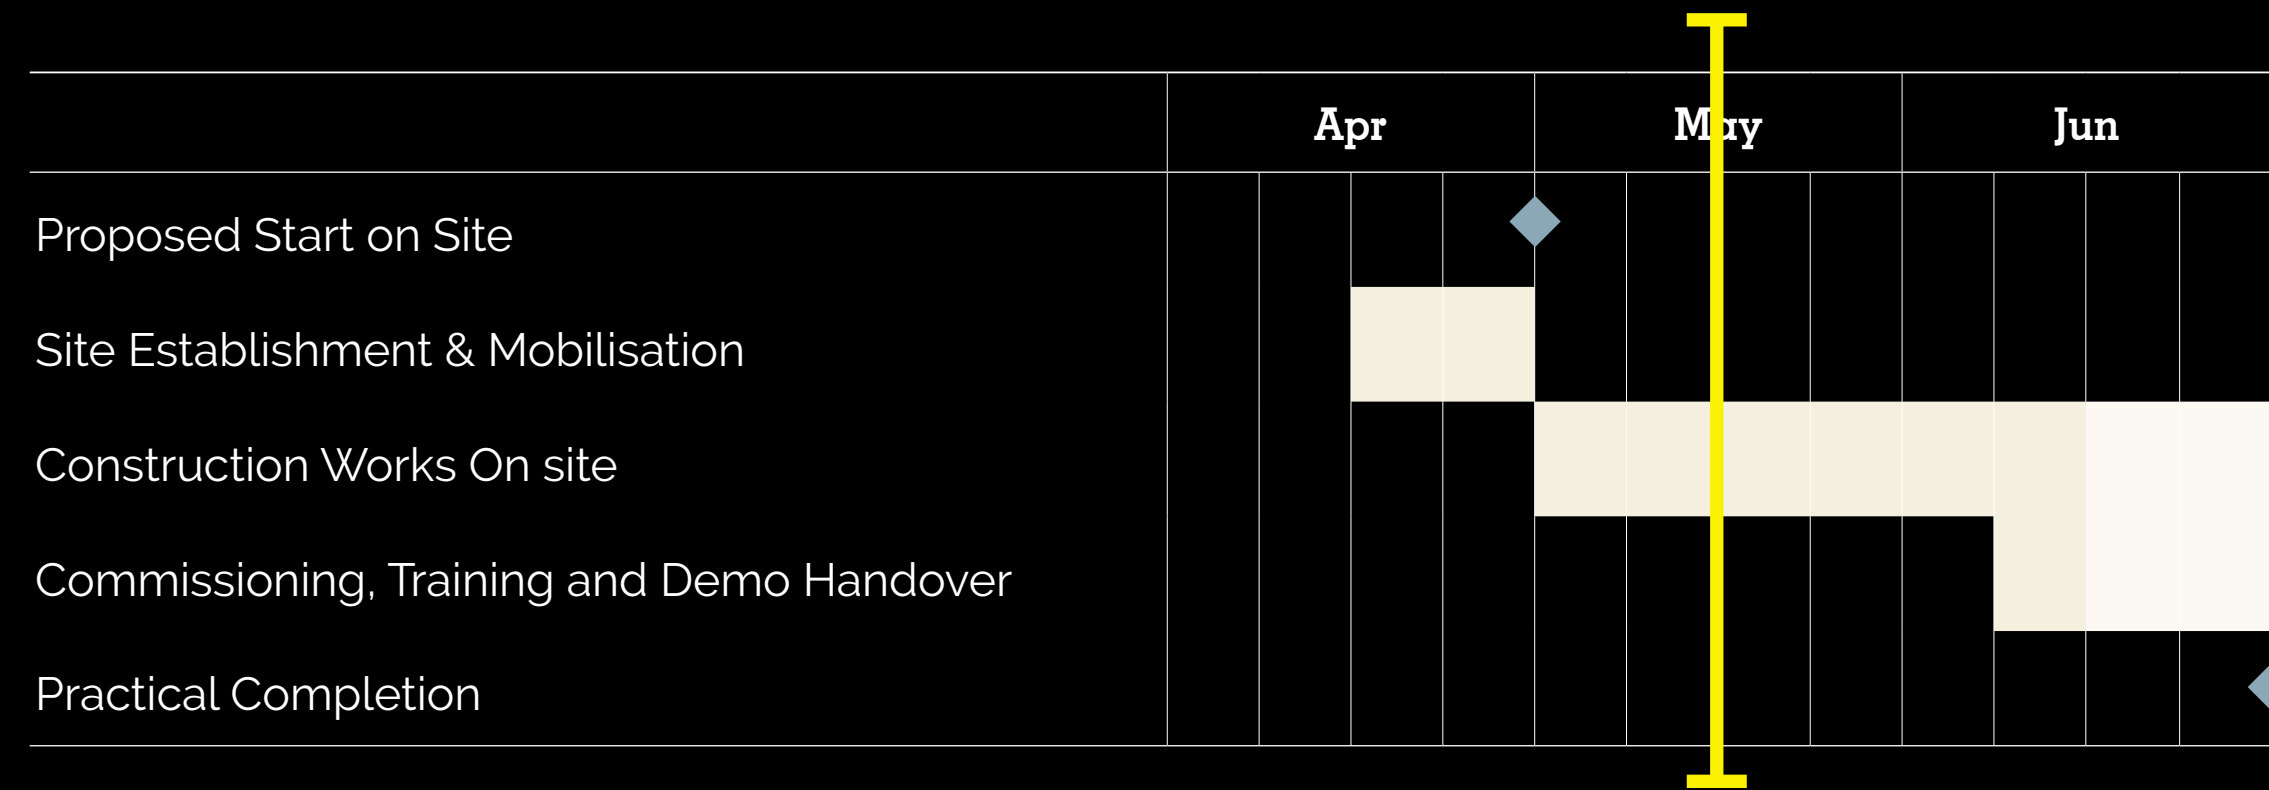 Apr May Jun
Proposed Start on Site
Site Establishment & Mobilisation
Construction Works On site
Commissioning, Training and Demo Handover
Practical Completion